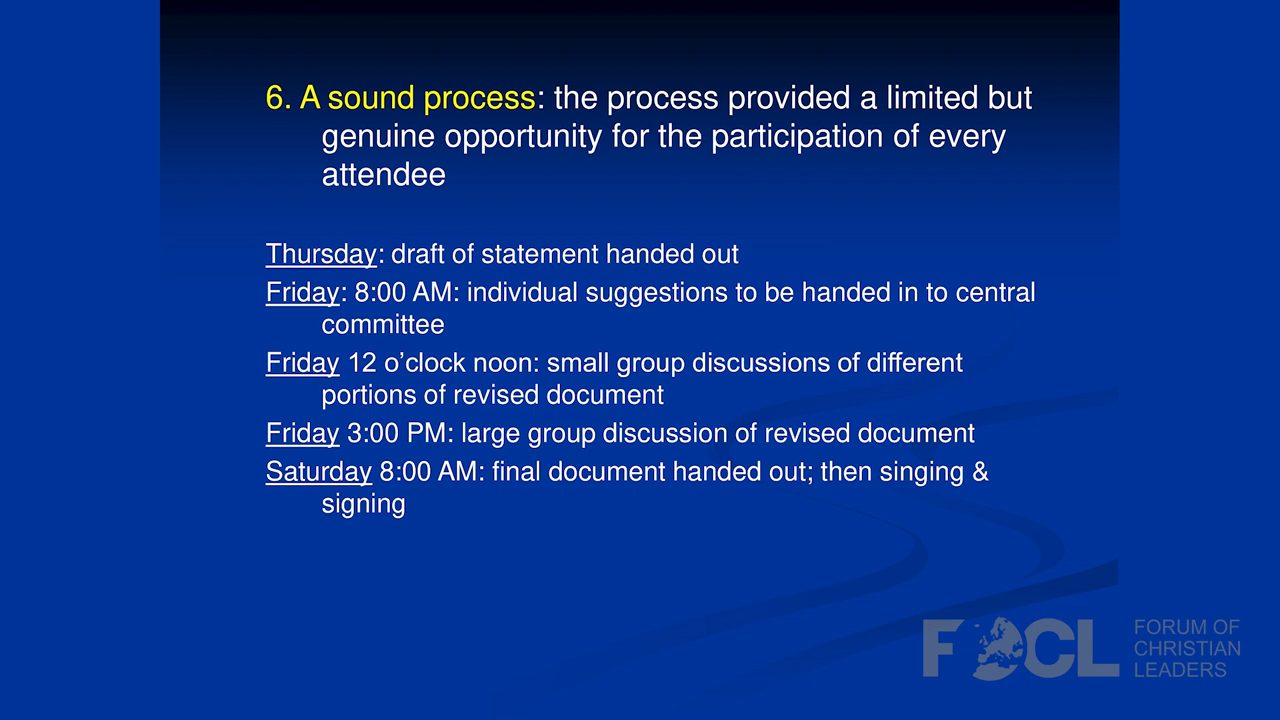 6. A sound process: the process provided a limited but
genuine opportunity for the participation of every
attendee
Thursday: draft of statement handed out
Friday: 8:00 AM: individual suggestions to be handed in to central
committee
Friday 12 o’clock noon: small group discussions of different
portions of revised document
Friday 3:00 PM: large group discussion of revised document
Saturday 8:00 AM: final document handed out; then singing &
signing
FOCL
FORUM OF
CHRISTIAN
LEADERS